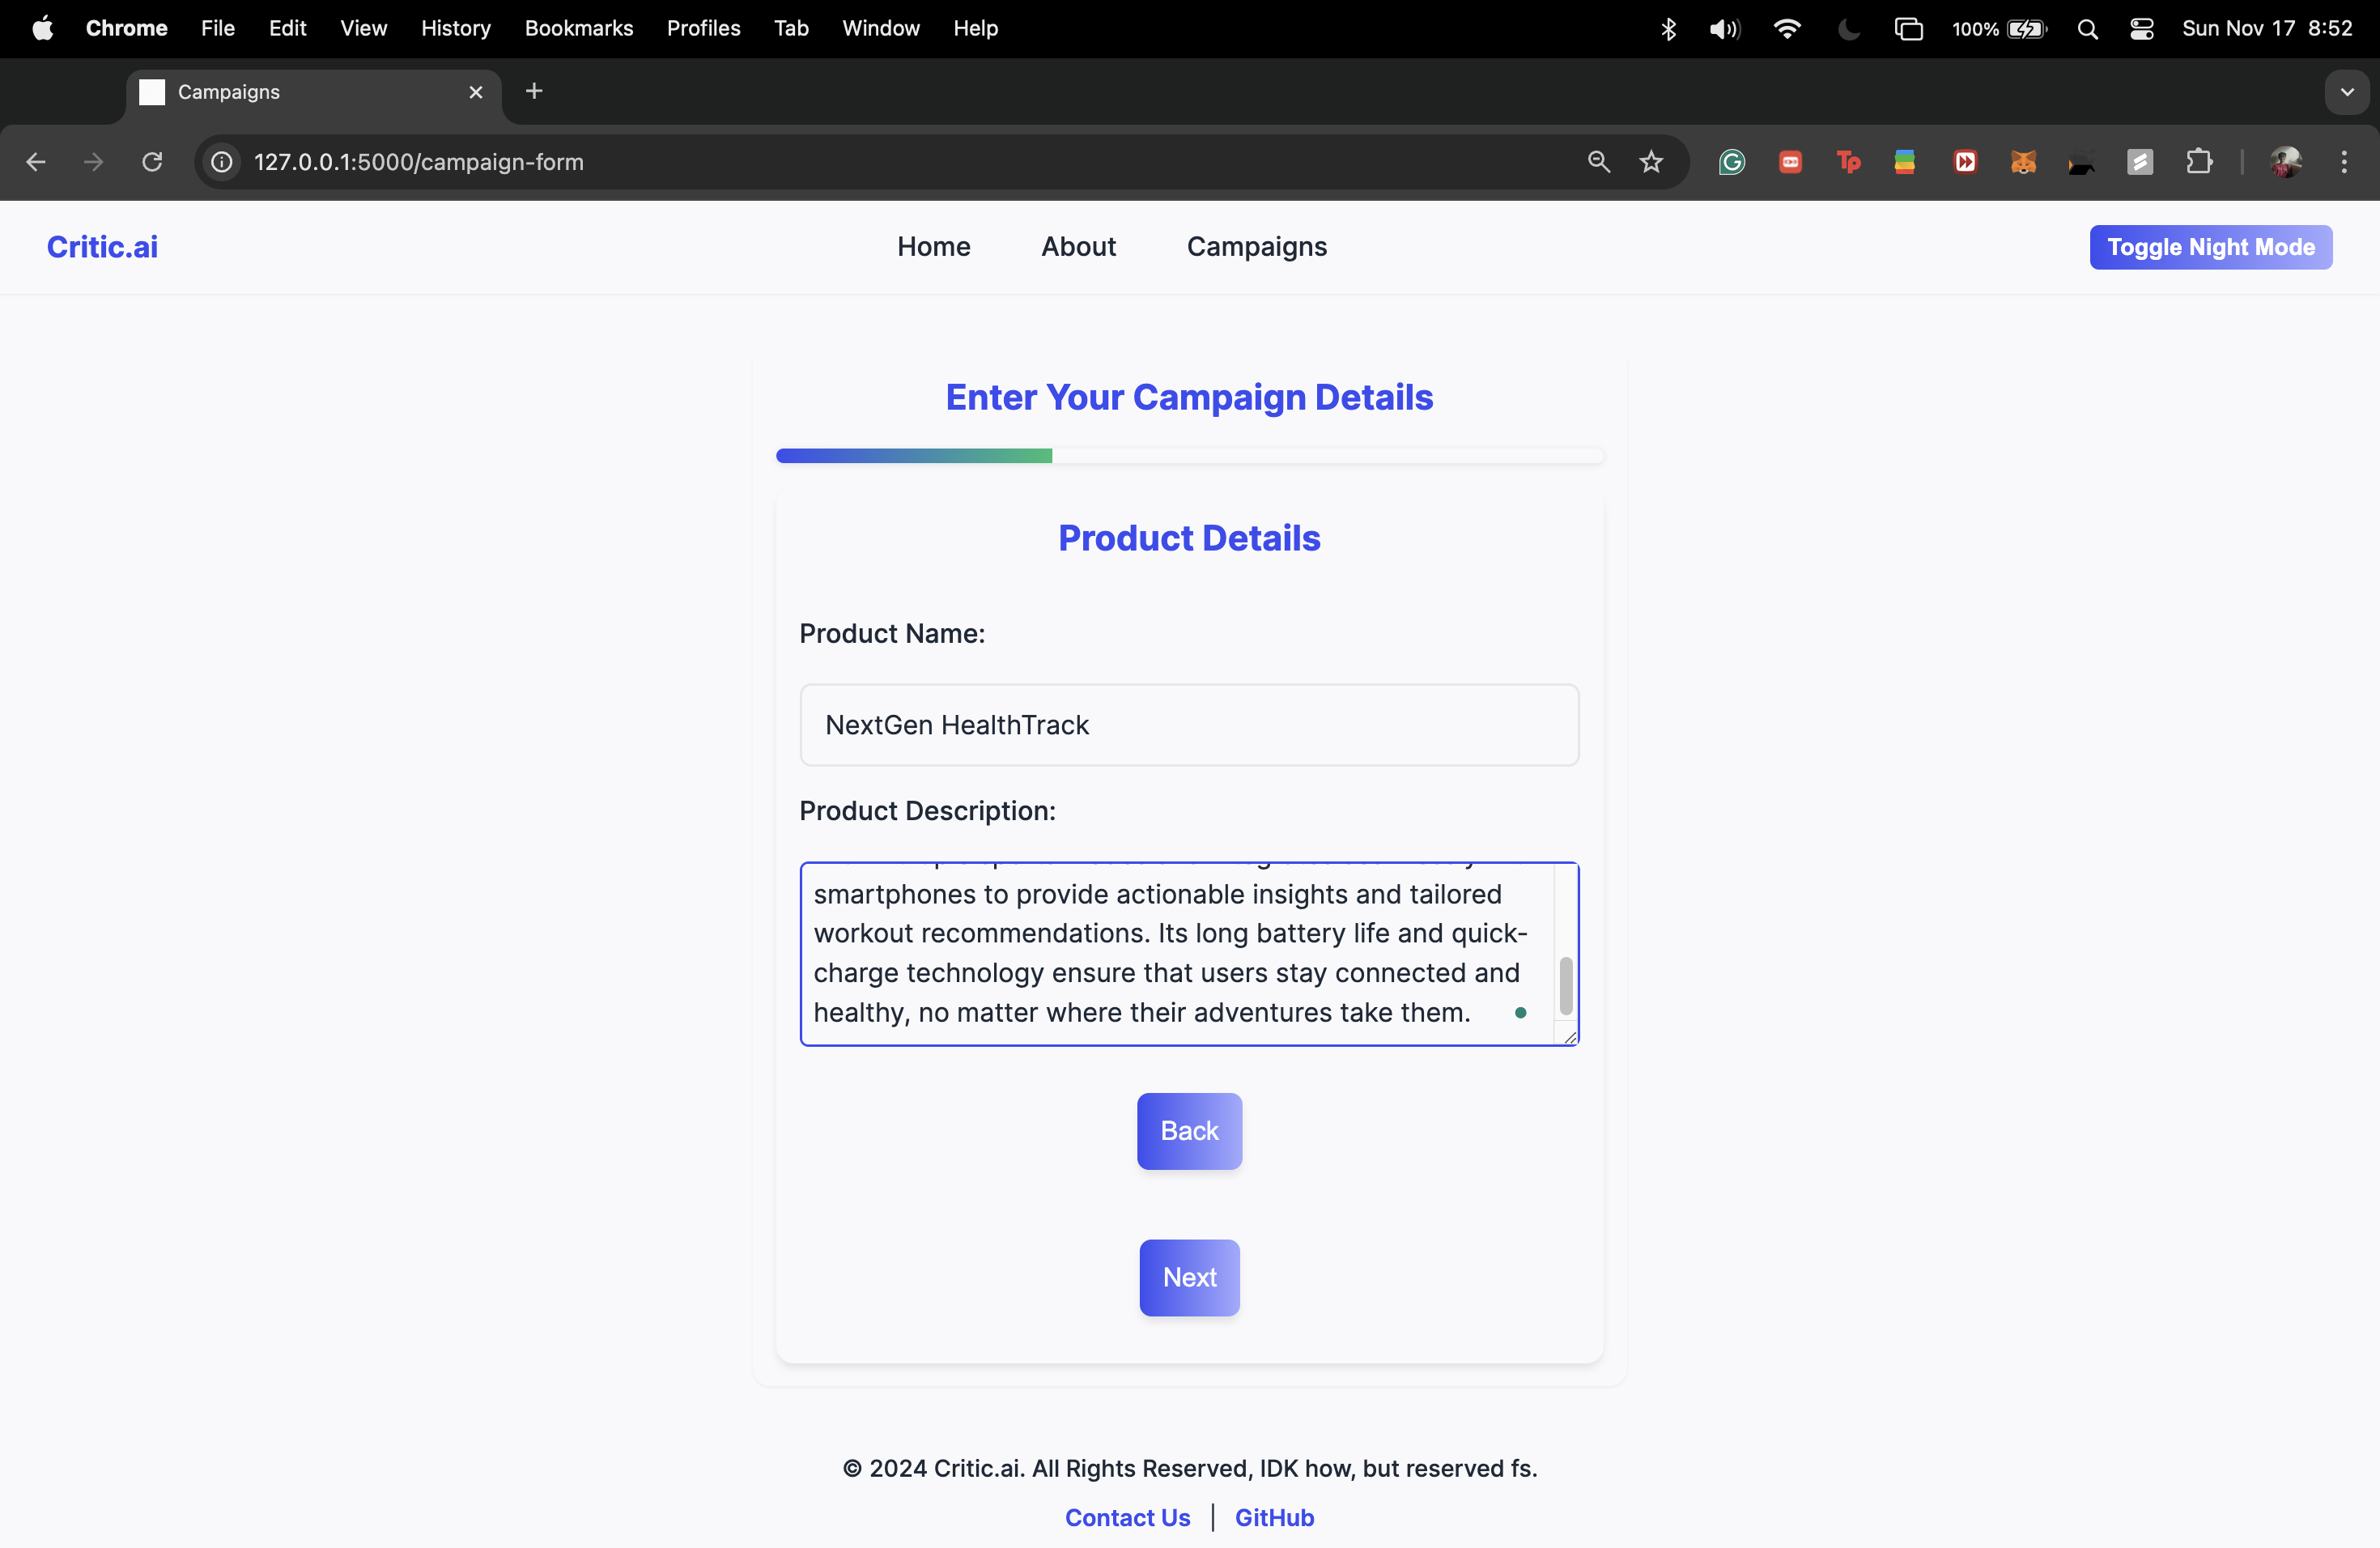 Chrome File Edit View History Bookmarks Profiles Tab Window Help 100% Sun Nov 17 8:52
Campaigns
127.0.0.1:5000/campaign-form
Critic.ai Home About Campaigns Toggle Night Mode
Enter Your Campaign Details
Product Details
Product Name:
NextGen HealthTrack
Product Description:
smartphones to provide actionable insights and tailored
workout recommendations. Its long battery life and quick-
charge technology ensure that users stay connected and
healthy, no matter where their adventures take them.
Back
Next
© 2024 Critic.ai. All Rights Reserved, IDK how, but reserved fs.
Contact Us | GitHub